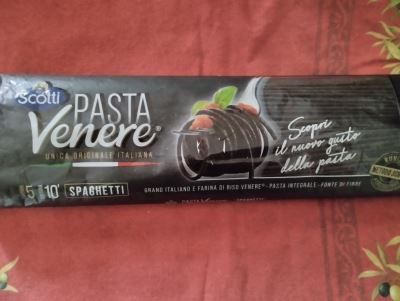 Scotti
PASTA
Venere®
UNICA ORIGINALE ITALIANA
5 10'
SPAGHETTI
Scopri
il nuovo gusto
della pasta
GRANO ITALIANO E FARINA DI RISO VENERE® - PASTA INTEGRALE - FONTE DI FIBRE